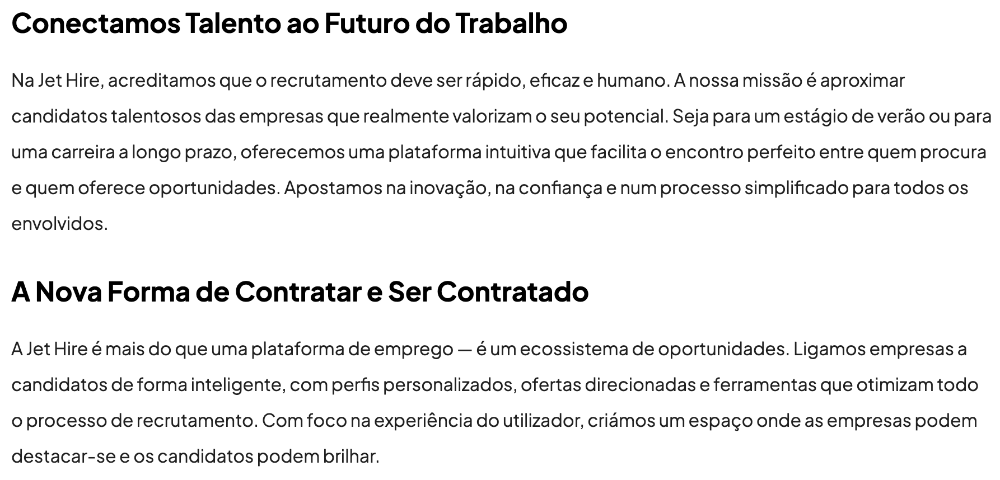 Conectamos Talento ao Futuro do Trabalho
Na Jet Hire, acreditamos que o recrutamento deve ser rápido, eficaz e humano. A nossa missão é aproximar
candidatos talentosos das empresas que realmente valorizam o seu potencial. Seja para um estágio de verão ou para
uma carreira a longo prazo, oferecemos uma plataforma intuitiva que facilita o encontro perfeito entre quem procura
e quem oferece oportunidades. Apostamos na inovação, na confiança e num processo simplificado para todos os
envolvidos.
A Nova Forma de Contratar e Ser Contratado
A Jet Hire é mais do que uma plataforma de emprego — é um ecossistema de oportunidades. Ligamos empresas a
candidatos de forma inteligente, com perfis personalizados, ofertas direcionadas e ferramentas que otimizam todo
o processo de recrutamento. Com foco na experiência do utilizador, criámos um espaço onde as empresas podem
destacar-se e os candidatos podem brilhar.